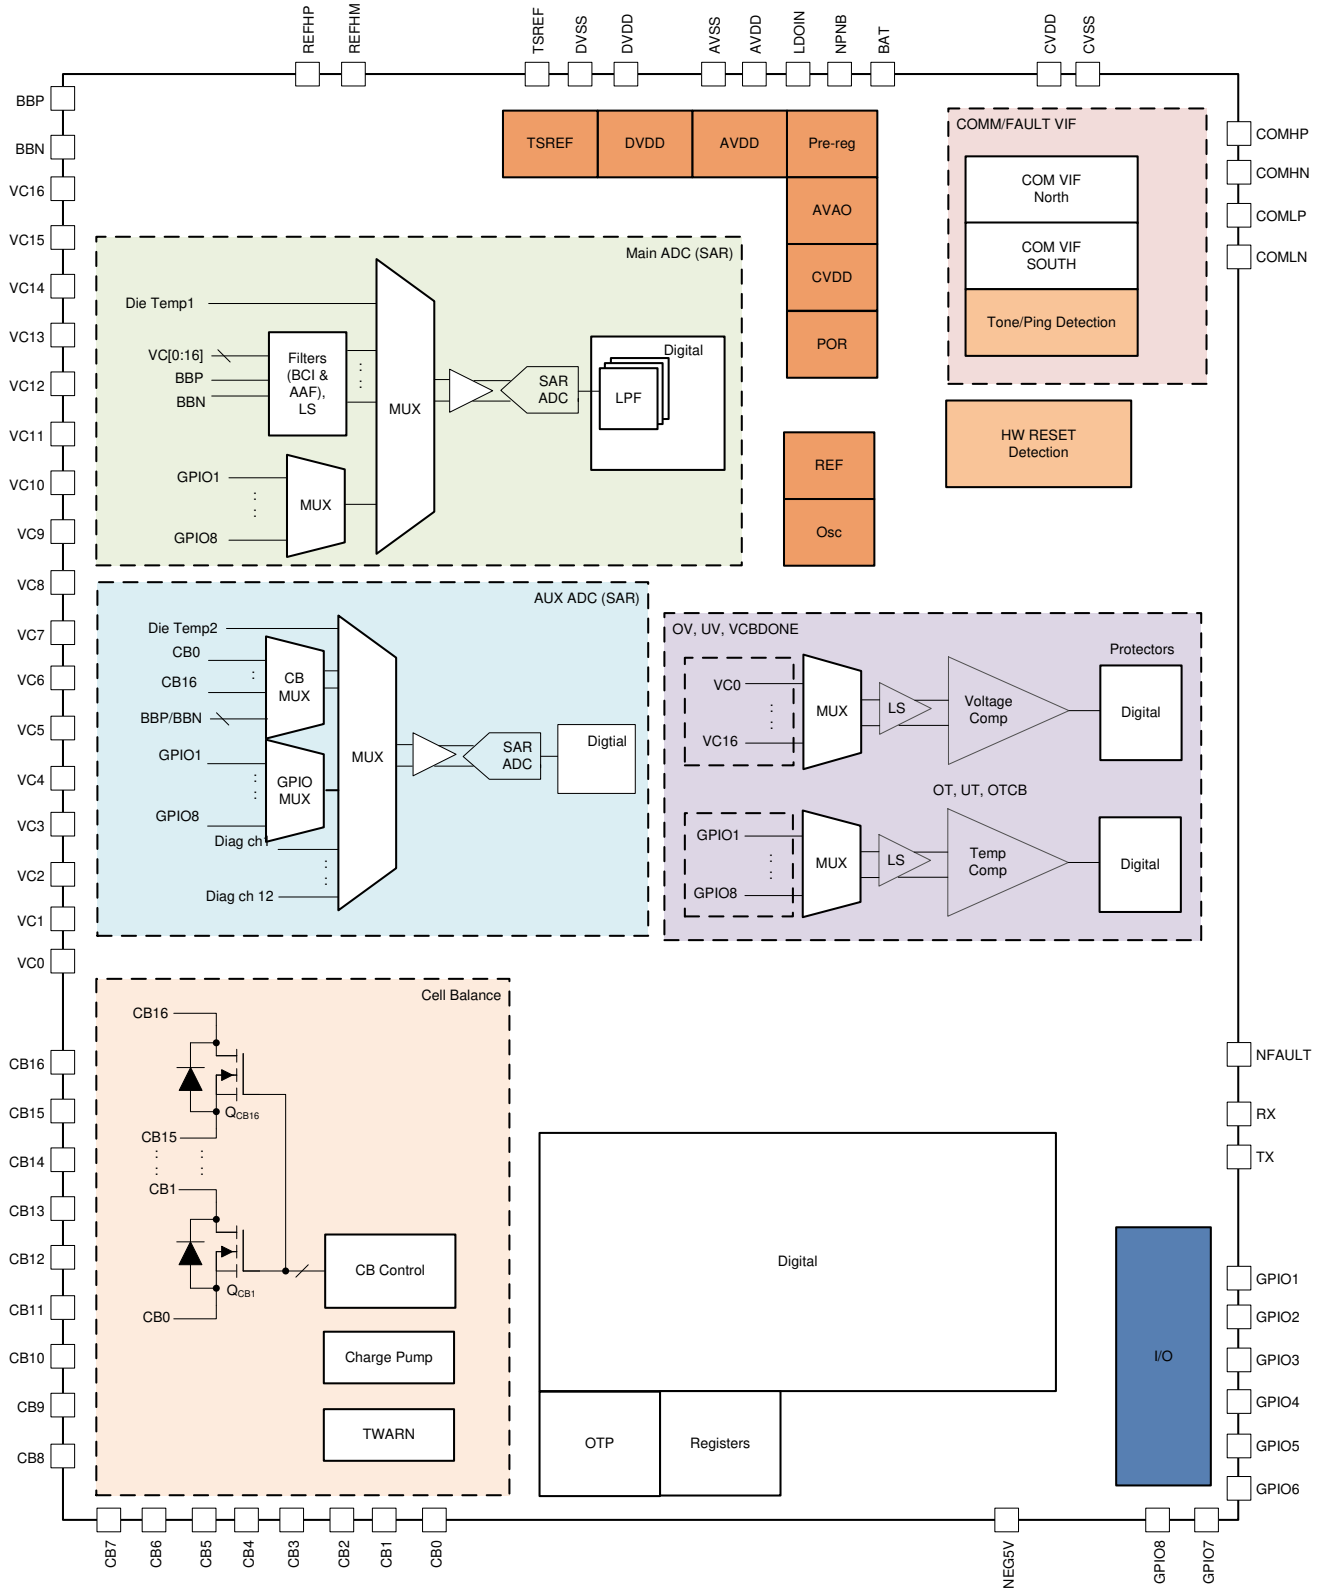 REFHP
REFHM
TSREF
DVSS
DVDD
AVSS
AVDD
LDOIN
NPNB
BAT
CVDD
CVSS
BBP
BBN
VC16
VC15
VC14
VC13
VC12
VC11
VC10
VC9
VC8
VC7
VC6
VC5
VC4
VC3
VC2
VC1
VC0
CB16
CB15
CB14
CB13
CB12
CB11
CB10
CB9
CB8
TSREF
DVDD
AVDD
Pre-reg
AVAO
CVDD
POR
REF
Osc
COMM/FAULT VIF
COM VIF
North
COM VIF
SOUTH
Tone/Ping Detection
HW RESET
Detection
COMHP
COMHN
COMLP
COMLN
Main ADC (SAR)
Die Temp1
VC[0:16]
BBP
BBN
Filters
(BCI &
AAF),
LS
GPIO1
GPIO8
MUX
MUX
SAR
ADC
Digital
LPF
AUX ADC (SAR)
Die Temp2
CB0
CB16
BBP/BBN
CB
MUX
GPIO1
GPIO8
GPIO
MUX
Diag ch1
Diag ch 12
MUX
SAR
ADC
Digtial
OV, UV, VCBDONE
Protectors
VC0
VC16
MUX
LS
Voltage
Comp
Digital
OT, UT, OTCB
GPIO1
GPIO8
MUX
LS
Temp
Comp
Digital
Cell Balance
CB16
QCB16
CB15
CB1
QCB1
CB0
CB Control
Charge Pump
TWARN
Digital
OTP
Registers
I/O
NFAULT
RX
TX
GPIO1
GPIO2
GPIO3
GPIO4
GPIO5
GPIO6
CB7
CB6
CB5
CB4
CB3
CB2
CB1
CB0
NEG5V
GPIO8
GPIO7